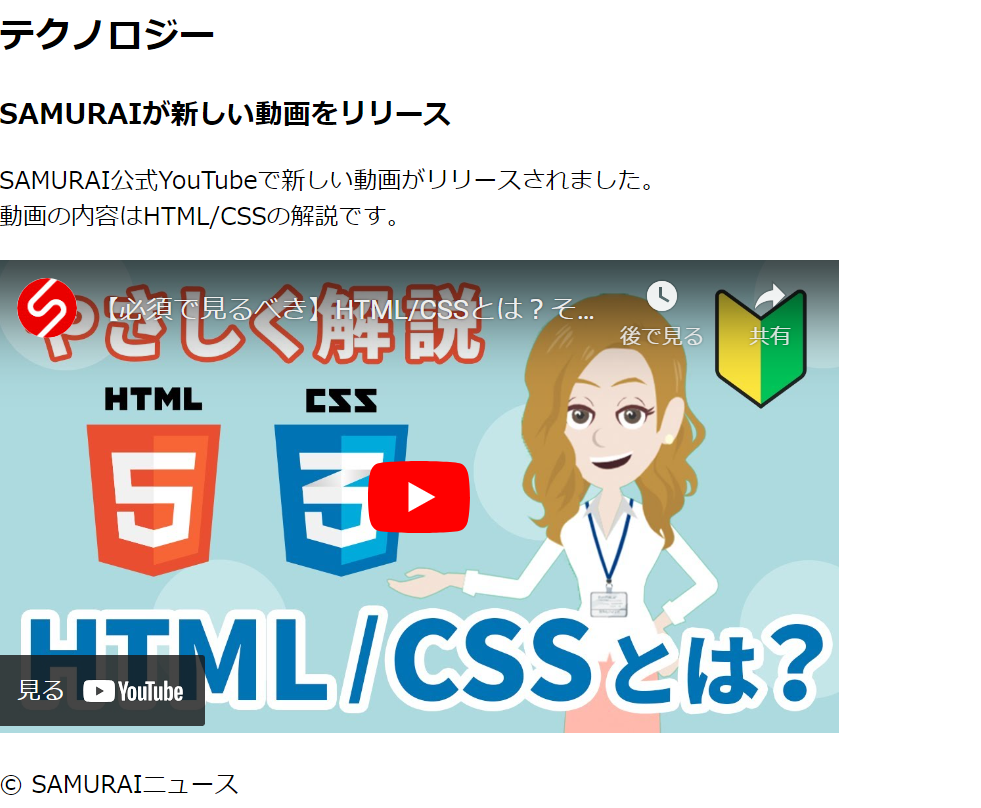 テクノロジー
SAMURAIが新しい動画をリリース
SAMURAI公式YouTubeで新しい動画がリリースされました。
動画の内容はHTML/CSSの解説です。
やさしく解説
【必須で見るべき】HTML/CSSとは？そ...
後で見る
共有
HTML
CSS
5
3
HTML/CSSとは?
見る YouTube
© SAMURAIニュース